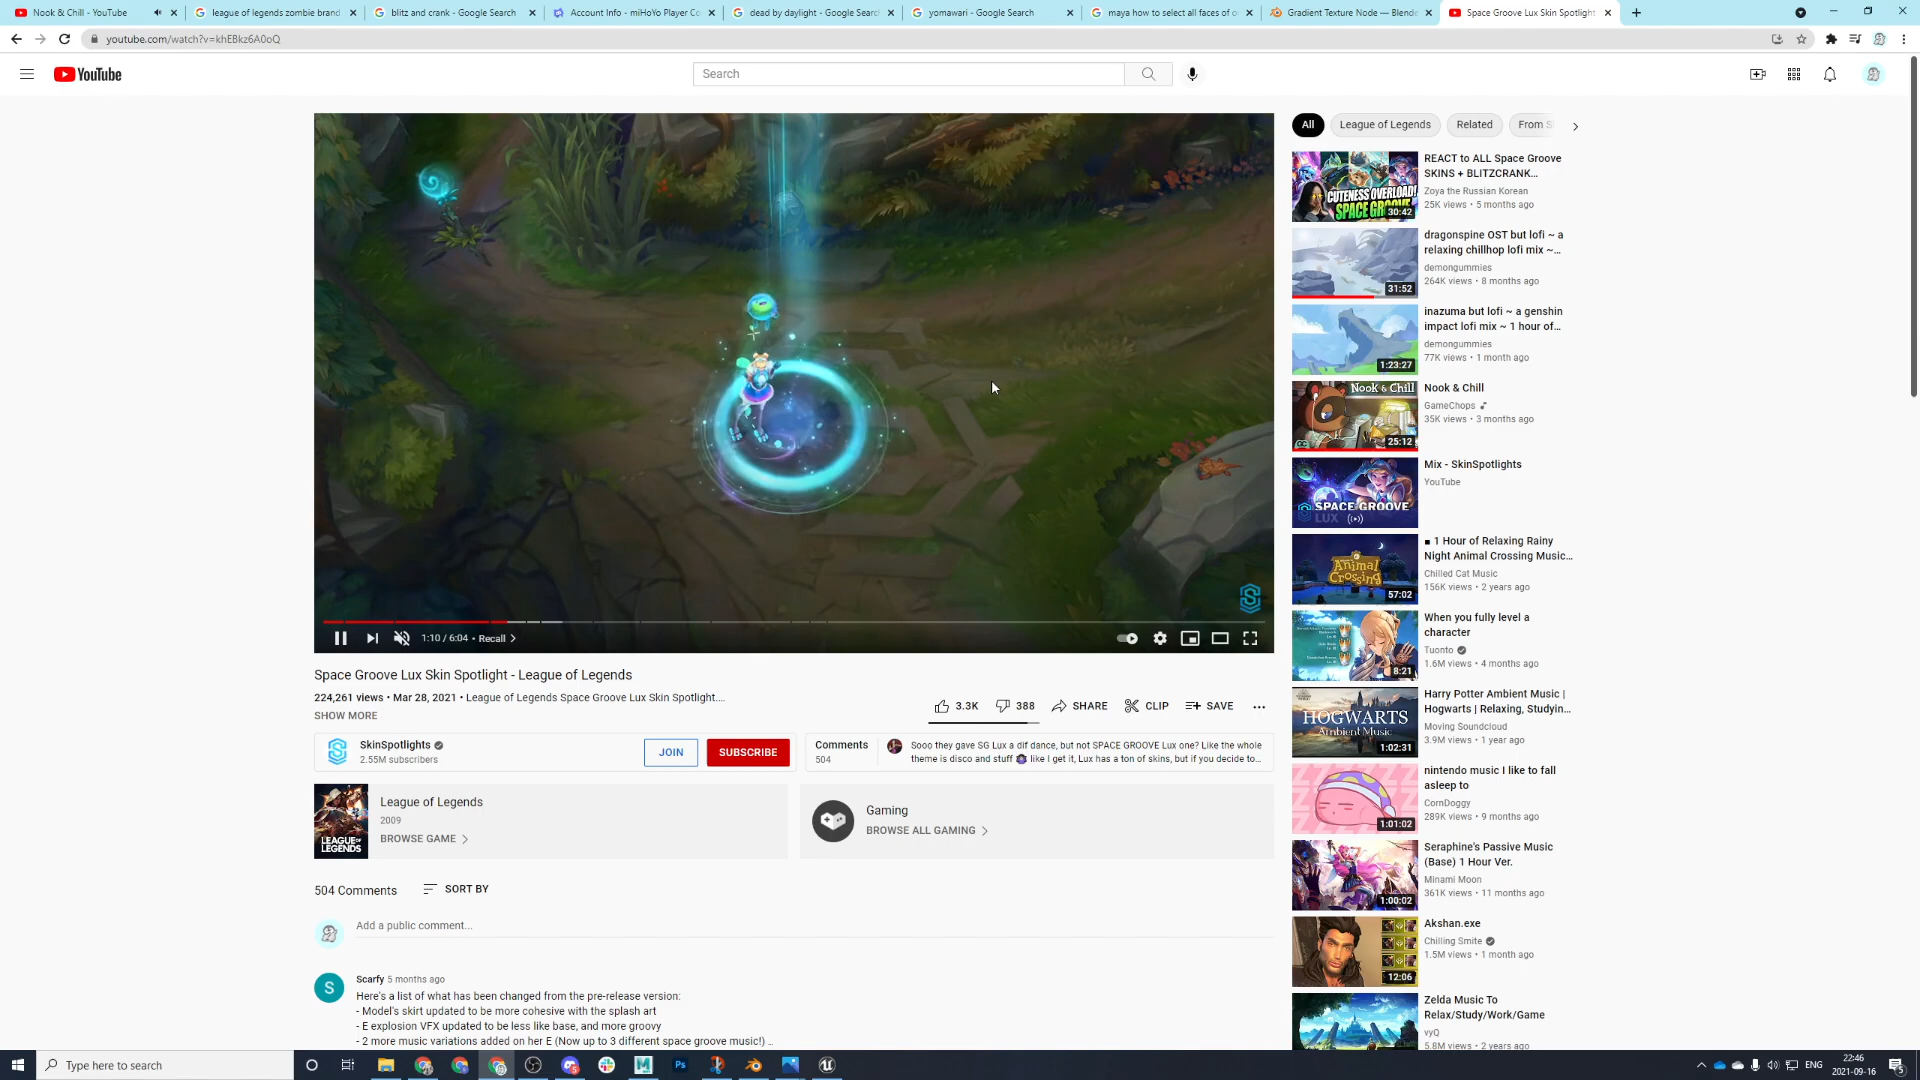 Nook & Chill - YouTube
league of legends zombie brand
blitz and crank - Google Search
Account Info - miHoYo Player Co
dead by daylight - Google Searc
yomawari - Google Search
maya how to select all faces of o
Gradient Texture Node — Blende
Space Groove Lux Skin Spotlight
youtube.com/watch?v=khEBkz6A0oQ
YouTube
Search
1:10 / 6:04 • Recall
Space Groove Lux Skin Spotlight - League of Legends
224,261 views • Mar 28, 2021 • League of Legends Space Groove Lux Skin Spotlight....
SHOW MORE
3.3K
388
SHARE
CLIP
SAVE
SkinSpotlights
2.55M subscribers
JOIN
SUBSCRIBE
Comments
504
Sooo they gave SG Lux a dif dance, but not SPACE GROOVE Lux one? Like the whole
theme is disco and stuff like I get it, Lux has a ton of skins, but if you decide to...
League of Legends
2009
BROWSE GAME
LEAGUE OF
LEGENDS
Gaming
BROWSE ALL GAMING
504 Comments
SORT BY
Add a public comment...
S
Scarfy 5 months ago
Here's a list of what has been changed from the pre-release version:
- Model's skirt updated to be more cohesive with the splash art
- E explosion VFX updated to be less like base, and more groovy
- 2 more music variations added on her E (Now up to 3 different space groove music!) ...
All
League of Legends
Related
From S
CUTENESS OVERLOAD!
SPACE GR
30:42
REACT to ALL Space Groove
SKINS + BLITZCRANK...
Zoya the Russian Korean
25K views • 5 months ago
31:52
dragonspine OST but lofi ~ a
relaxing chillhop lofi mix ~...
demongummies
264K views • 8 months ago
1:23:27
inazuma but lofi ~ a genshin
impact lofi mix ~ 1 hour of...
demongummies
77K views • 1 month ago
Nook & Chill
25:12
Nook & Chill
GameChops
35K views • 3 months ago
SPACE GROOVE
LUX
Mix - SkinSpotlights
YouTube
Animal
Crossing
57:02
1 Hour of Relaxing Rainy
Night Animal Crossing Music...
Chilled Cat Music
156K views • 2 years ago
8:21
When you fully level a
character
Tuonto
1.6M views • 4 months ago
HOGWARTS
Ambient Music
1:02:31
Harry Potter Ambient Music |
Hogwarts | Relaxing, Studyin...
Moving Soundcloud
3.9M views • 1 year ago
1:01:02
nintendo music I like to fall
asleep to
CornDoggy
289K views • 9 months ago
1:00:02
Seraphine's Passive Music
(Base) 1 Hour Ver.
Minami Moon
361K views • 11 months ago
12:06
Akshan.exe
Chilling Smite
1.5M views • 1 month ago
Zelda Music To
Relax/Study/Work/Game
vyQ
5.8M views • 2 years ago
Type here to search
Ps
ENG
22:46
2021-09-16
5